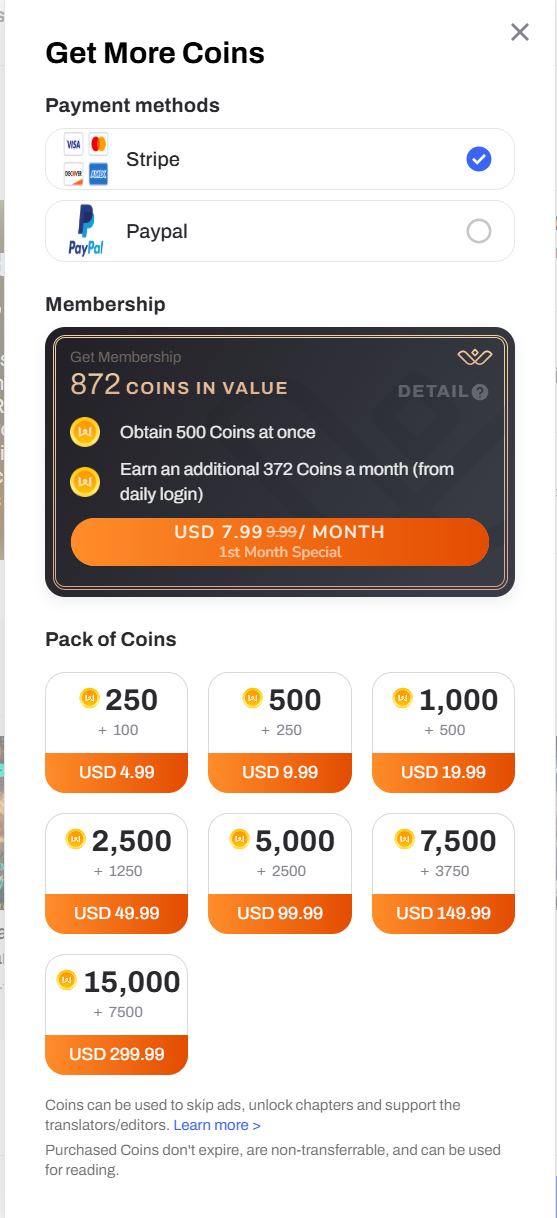 Get More Coins
Payment methods
VISA
DISCOVER
AMEX
Stripe
PayPal
Paypal
Membership
Get Membership
872 COINS IN VALUE
DETAIL?
Obtain 500 Coins at once
Earn an additional 372 Coins a month (from
daily login)
USD 7.99 9.99/ MONTH
1st Month Special
Pack of Coins
250
+ 100
USD 4.99
500
+ 250
USD 9.99
1,000
+ 500
USD 19.99
2,500
+ 1250
USD 49.99
5,000
+ 2500
USD 99.99
7,500
+ 3750
USD 149.99
15,000
+ 7500
USD 299.99
Coins can be used to skip ads, unlock chapters and support the
translators/editors. Learn more >
Purchased Coins don't expire, are non-transferrable, and can be used
for reading.